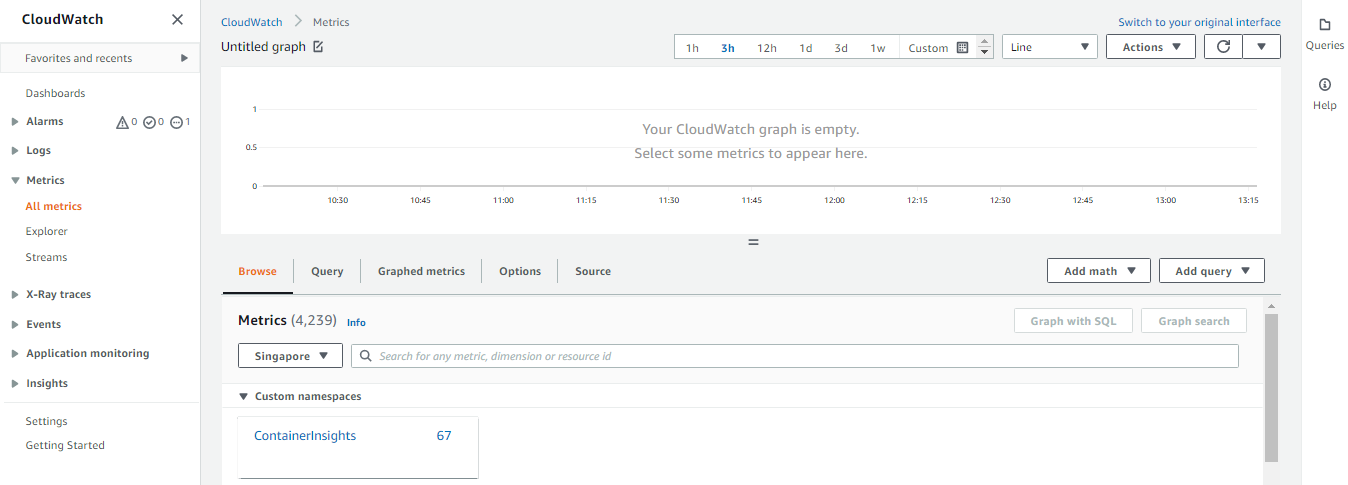 CloudWatch
Favorites and recents
Dashboards
Alarms 0 0 1
Logs
Metrics
All metrics
Explorer
Streams
X-Ray traces
Events
Application monitoring
Insights
Settings
Getting Started
CloudWatch Metrics
Switch to your original interface
Untitled graph
1h 3h 12h 1d 3d 1w Custom Line Actions
1
0.5
0
Your CloudWatch graph is empty.
Select some metrics to appear here.
10:30 10:45 11:00 11:15 11:30 11:45 12:00 12:15 12:30 12:45 13:00 13:15
Browse Query Graphed metrics Options Source Add math Add query
Metrics (4,239) Info Graph with SQL Graph search
Singapore Search for any metric, dimension or resource id
Custom namespaces
ContainerInsights 67
Queries
Help